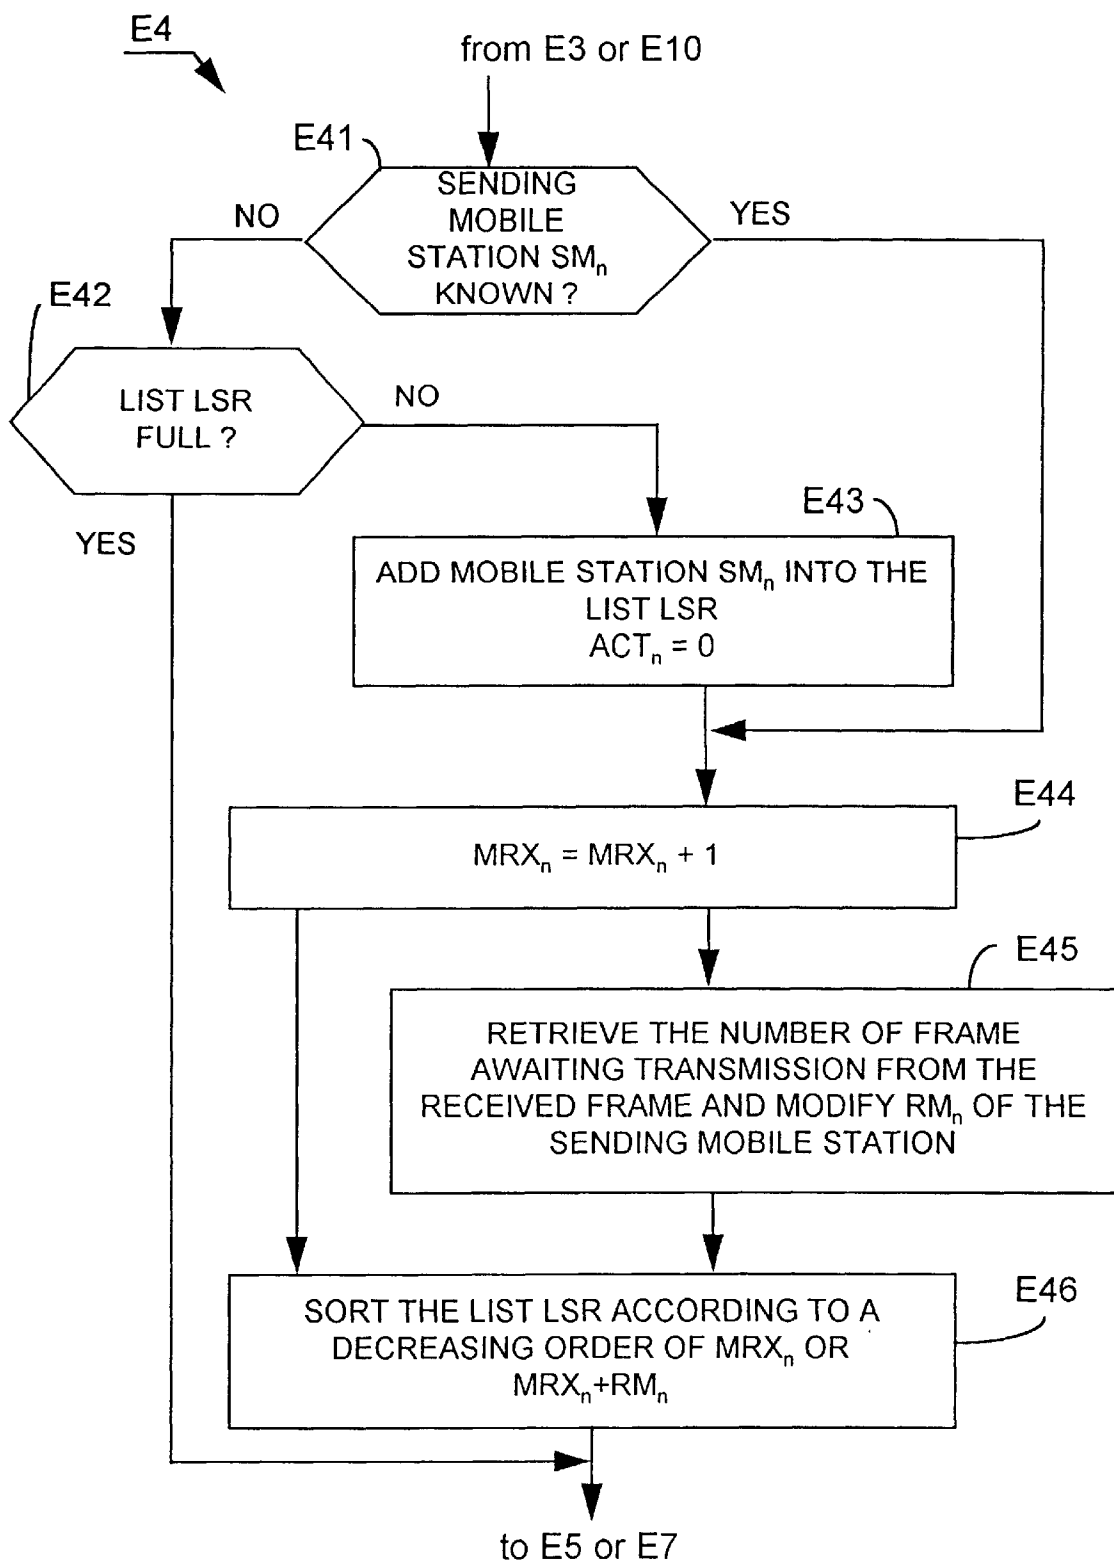 E4
from E3 or E10
E41
SENDING
MOBILE
STATION SMₙ
KNOWN ?
NO
YES
E42
LIST LSR
FULL ?
NO
YES
E43
ADD MOBILE STATION SMₙ INTO THE
LIST LSR
ACTₙ = 0
E44
MRXₙ = MRXₙ + 1
E45
RETRIEVE THE NUMBER OF FRAME
AWAITING TRANSMISSION FROM THE
RECEIVED FRAME AND MODIFY RMₙ OF THE
SENDING MOBILE STATION
E46
SORT THE LIST LSR ACCORDING TO A
DECREASING ORDER OF MRXₙ OR
MRXₙ+RMₙ
to E5 or E7